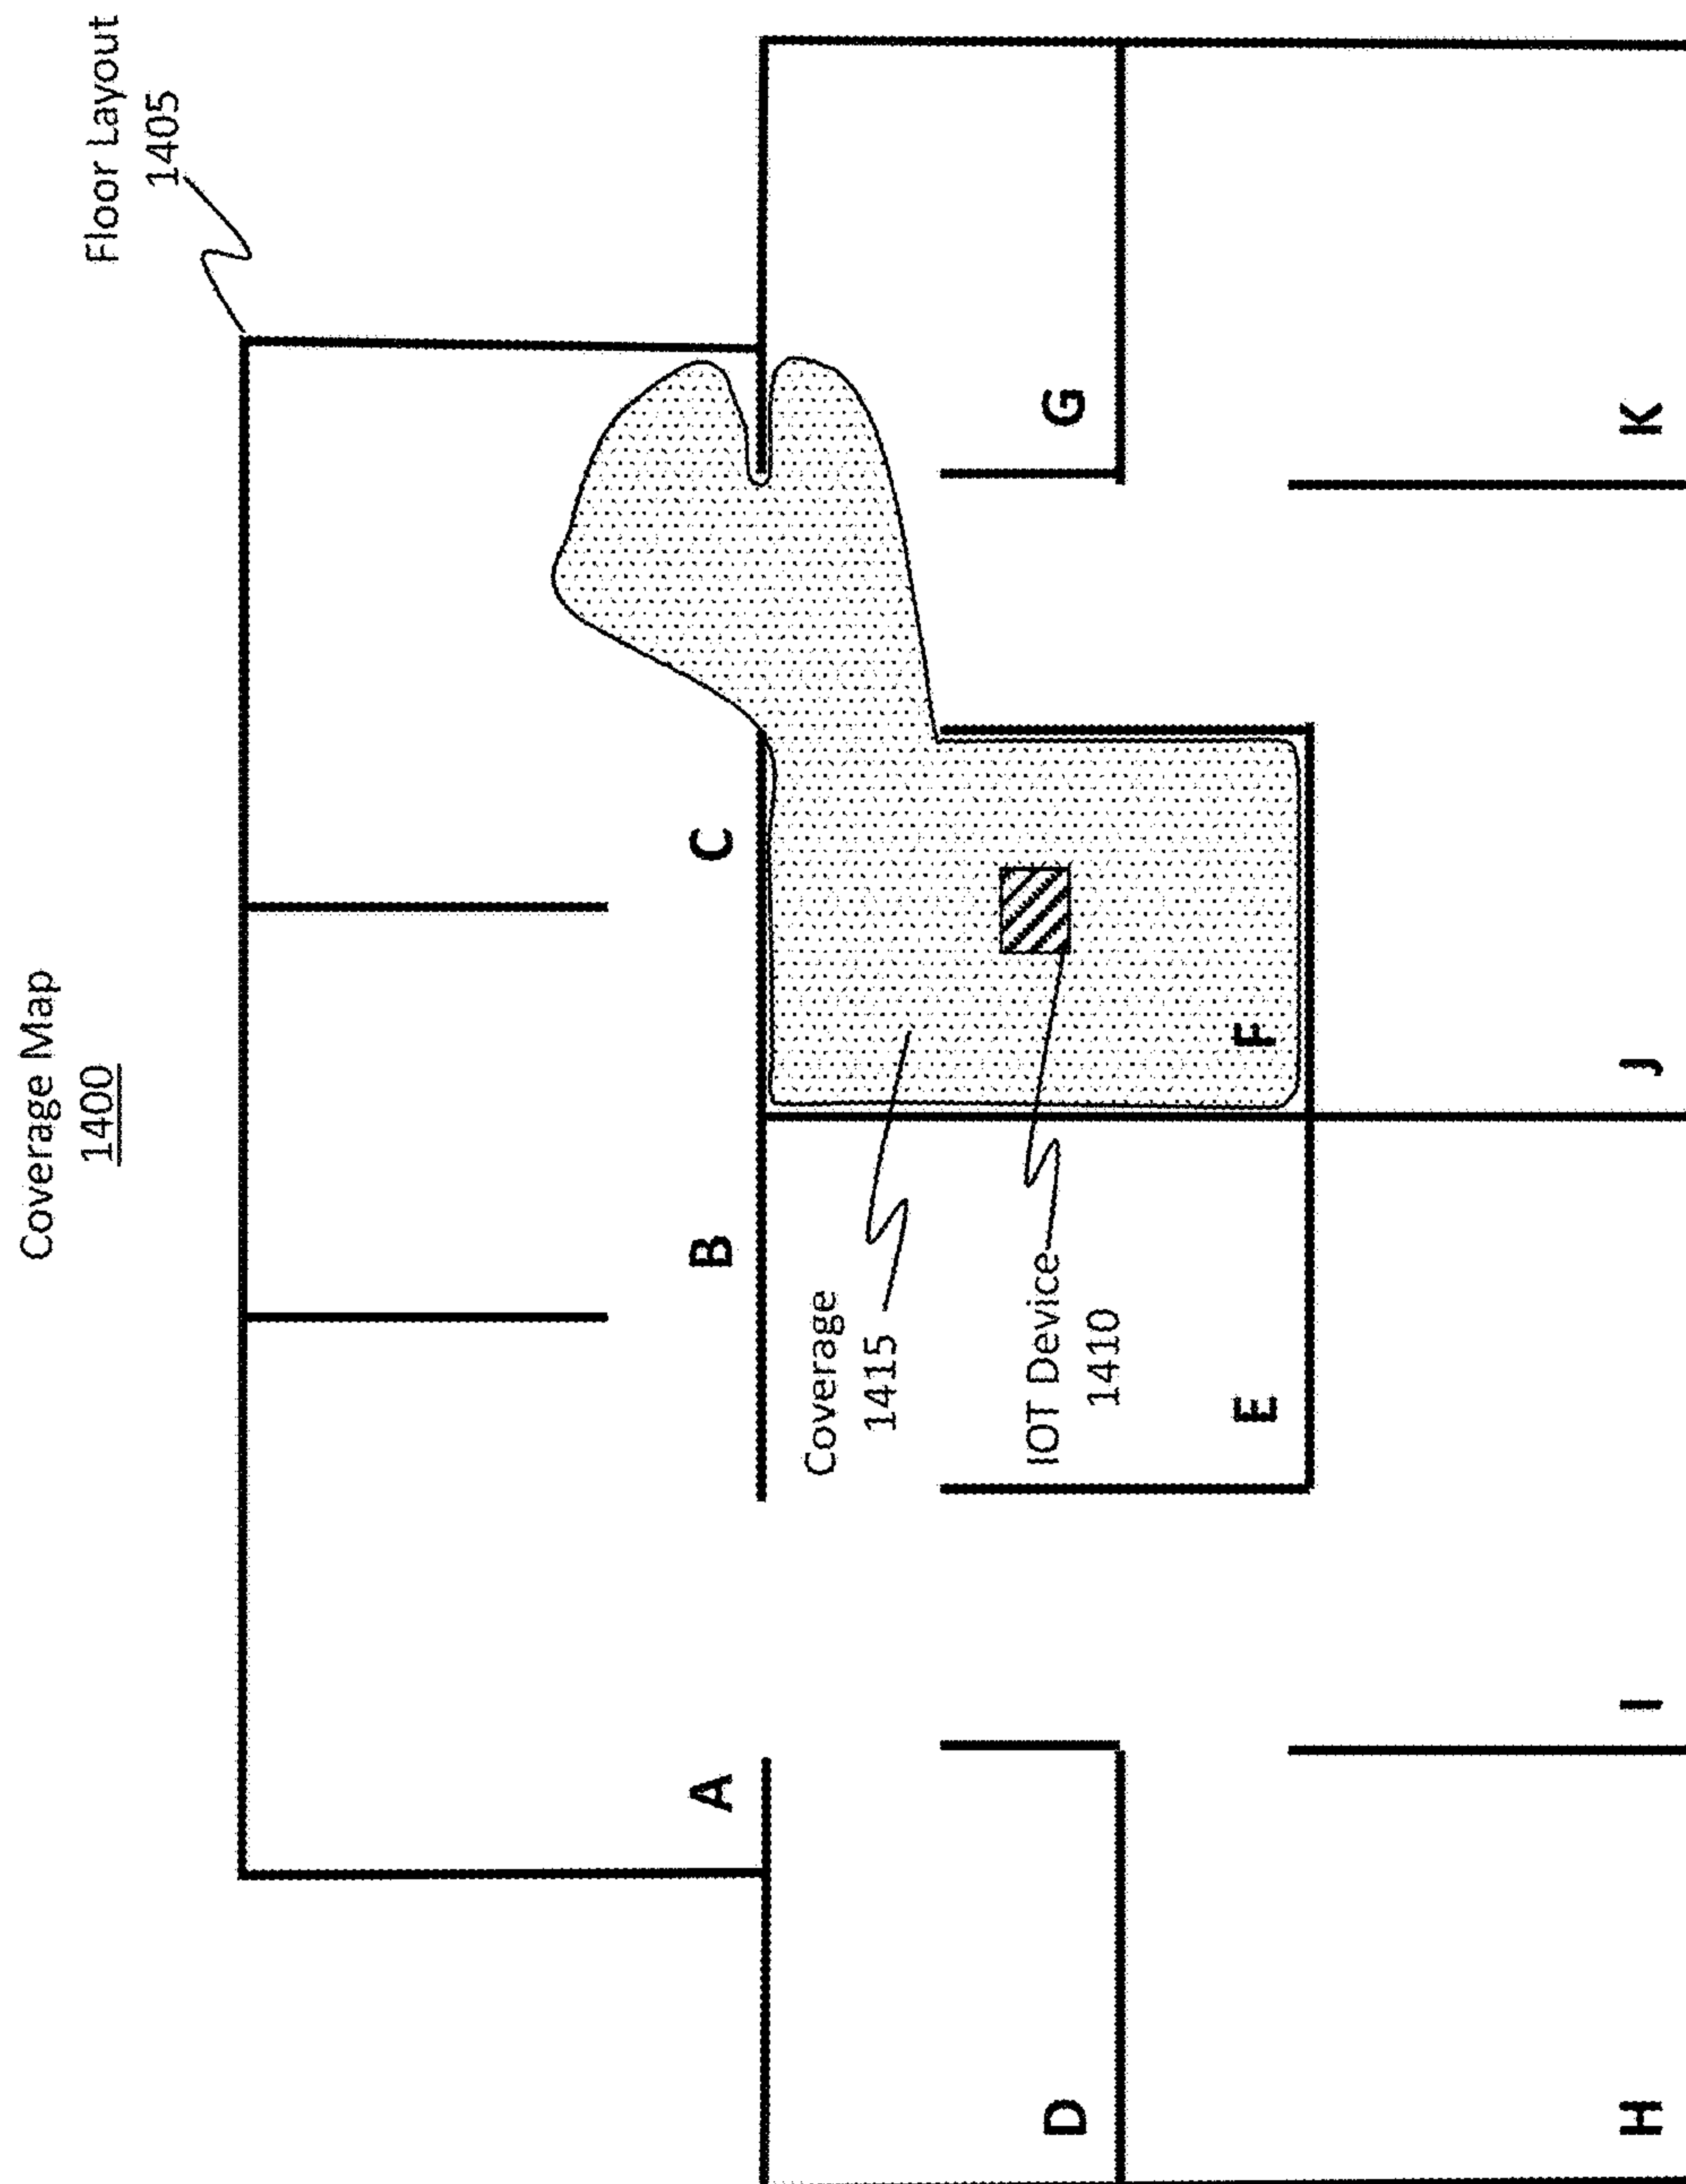 Coverage Map
1400
Floor Layout
1405
A
B
C
Coverage
1415
IOT Device
1410
D
G
E
F
H
I
J
K